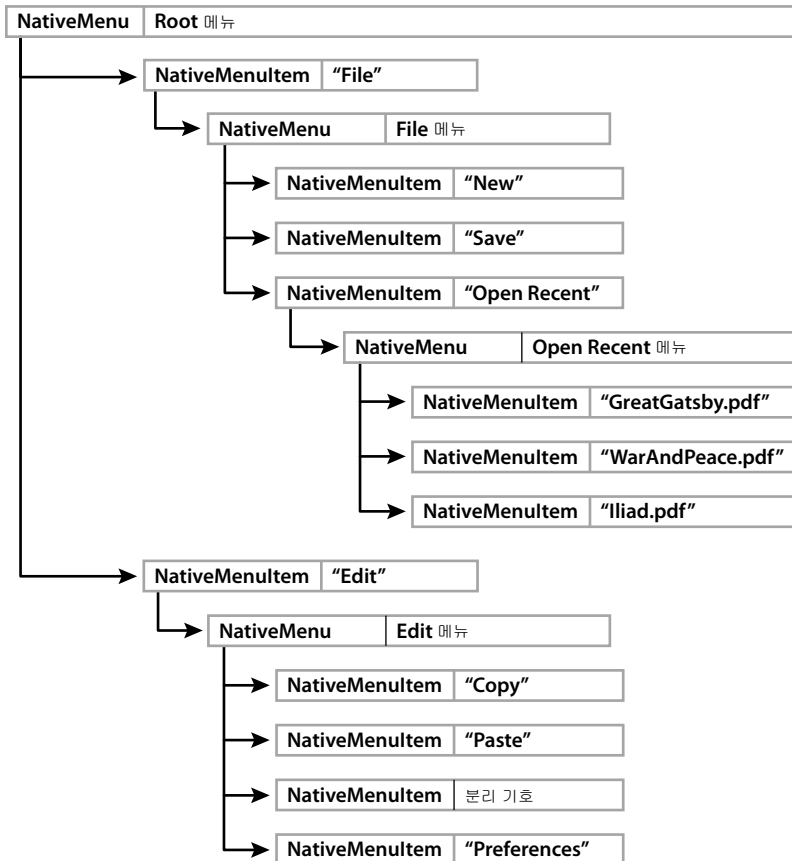 NativeMenu Root 메뉴
NativeMenuItem “File”
NativeMenu File 메뉴
NativeMenuItem “New”
NativeMenuItem “Save”
NativeMenuItem “Open Recent”
NativeMenu Open Recent 메뉴
NativeMenuItem “GreatGatsby.pdf”
NativeMenuItem “WarAndPeace.pdf”
NativeMenuItem “Iliad.pdf”
NativeMenuItem “Edit”
NativeMenu Edit 메뉴
NativeMenuItem “Copy”
NativeMenuItem “Paste”
NativeMenuItem 분리 기호
NativeMenuItem “Preferences”